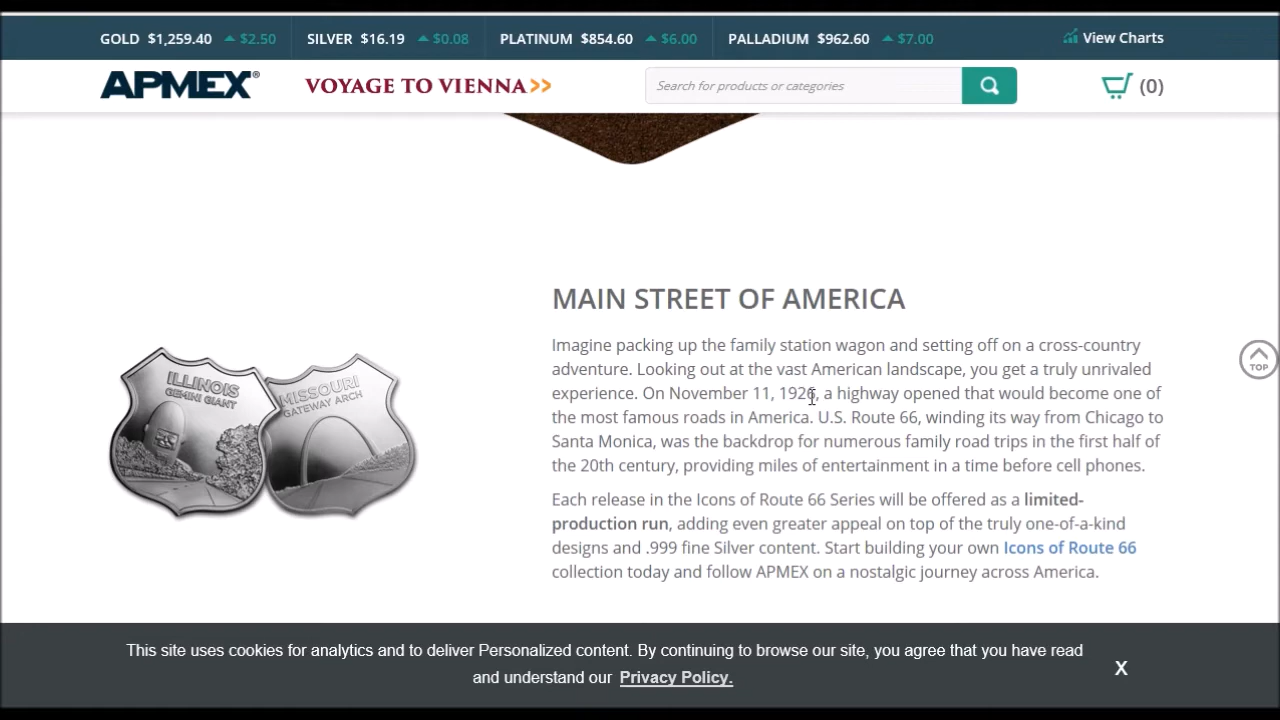 GOLD $1,259.40 $2.50 SILVER $16.19 $0.08 PLATINUM $854.60 $6.00 PALLADIUM $962.60 $7.00 View Charts
APMEX® VOYAGE TO VIENNA >> Search for products or categories (0)
MAIN STREET OF AMERICA
Imagine packing up the family station wagon and setting off on a cross-country
adventure. Looking out at the vast American landscape, you get a truly unrivaled
experience. On November 11, 1926, a highway opened that would become one of
the most famous roads in America. U.S. Route 66, winding its way from Chicago to
Santa Monica, was the backdrop for numerous family road trips in the first half of
the 20th century, providing miles of entertainment in a time before cell phones.
Each release in the Icons of Route 66 Series will be offered as a limited-
production run, adding even greater appeal on top of the truly one-of-a-kind
designs and .999 fine Silver content. Start building your own Icons of Route 66
collection today and follow APMEX on a nostalgic journey across America.
ILLINOIS
GEMINI GIANT
MISSOURI
GATEWAY ARCH
TOP
This site uses cookies for analytics and to deliver Personalized content. By continuing to browse our site, you agree that you have read
and understand our Privacy Policy.
X